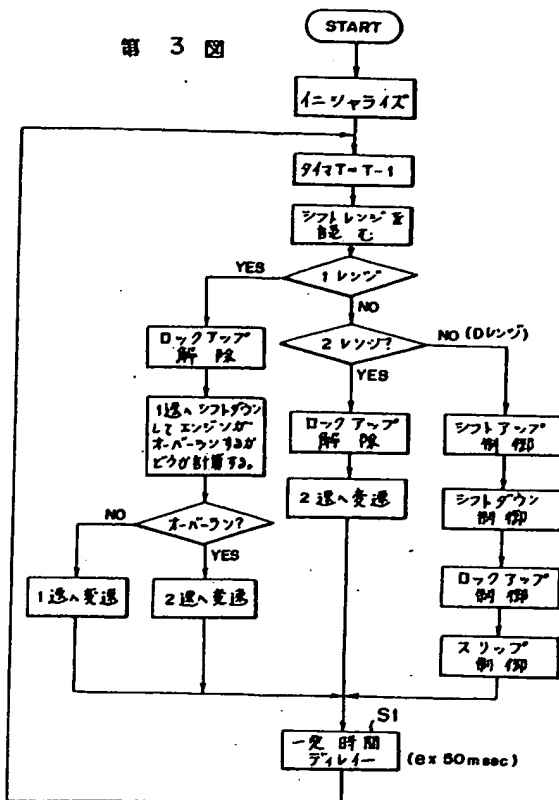 第 3 図
START
イニシャライズ
タイマT=T-1
シフトレンジを
読む
1レンジ
YES
NO
ロックアップ
解除
2レンジ?
NO (Dレンジ)
YES
1速へシフトダウン
してエンジンが
オーバーランするか
どうか計算する。
ロックアップ
解除
シフトアップ
制御
2速へ変速
シフトダウン
制御
オーバーラン?
NO
YES
ロックアップ
制御
1速へ変速
2速へ変速
スリップ
制御
S1
一定時間
ディレイー
(ex 50msec)